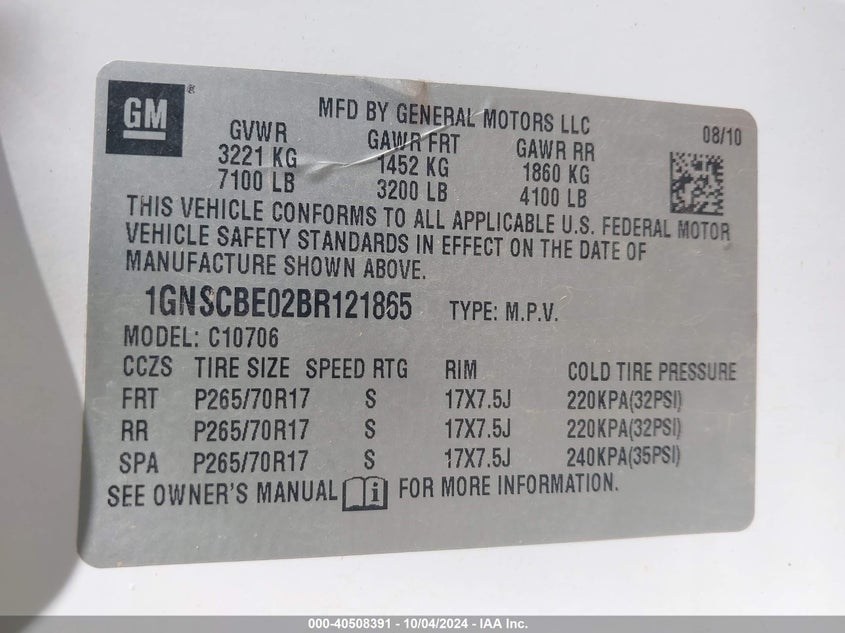 GM ®
MFD BY GENERAL MOTORS LLC
08/10
GVWR GAWR FRT GAWR RR
3221 KG 1452 KG 1860 KG
7100 LB 3200 LB 4100 LB
THIS VEHICLE CONFORMS TO ALL APPLICABLE U.S. FEDERAL MOTOR
VEHICLE SAFETY STANDARDS IN EFFECT ON THE DATE OF
MANUFACTURE SHOWN ABOVE.
1GNSCBE02BR121865 TYPE: M.P.V.
MODEL: C10706
CCZS TIRE SIZE SPEED RTG RIM COLD TIRE PRESSURE
FRT P265/70R17 S 17X7.5J 220KPA(32PSI)
RR P265/70R17 S 17X7.5J 220KPA(32PSI)
SPA P265/70R17 S 17X7.5J 240KPA(35PSI)
SEE OWNER'S MANUAL i FOR MORE INFORMATION.
000-40508391 - 10/04/2024 - IAA Inc.